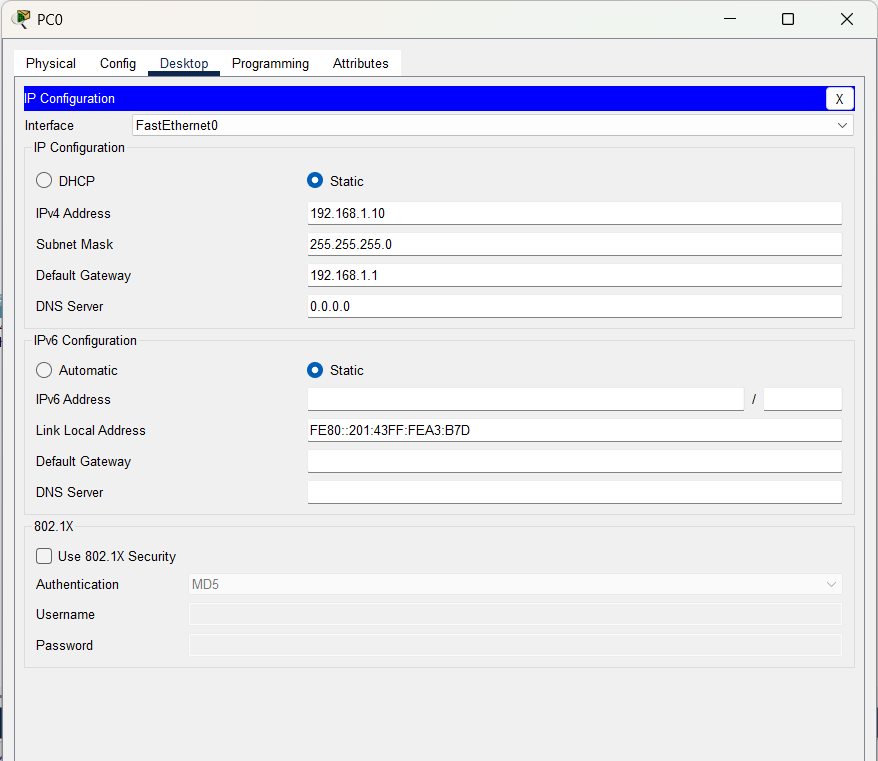 PC0
Physical Config Desktop Programming Attributes
IP Configuration X
Interface FastEthernet0
IP Configuration
DHCP Static
IPv4 Address 192.168.1.10
Subnet Mask 255.255.255.0
Default Gateway 192.168.1.1
DNS Server 0.0.0.0
IPv6 Configuration
Automatic Static
IPv6 Address /
Link Local Address FE80::201:43FF:FEA3:B7D
Default Gateway
DNS Server
802.1X
Use 802.1X Security
Authentication MD5
Username
Password